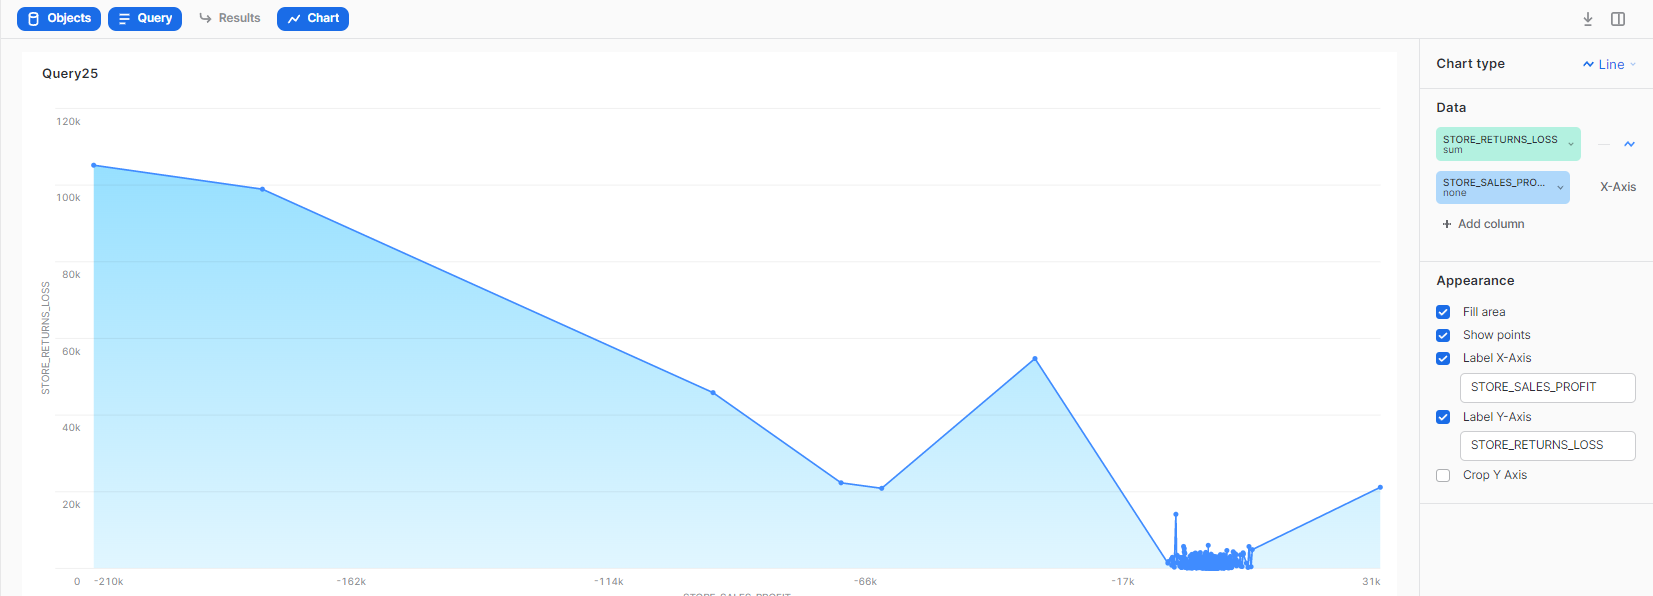 Objects
Query
Results
Chart
Query25
120k
100k
80k
60k
40k
20k
0
STORE_RETURNS_LOSS
-210k
-162k
-114k
-66k
-17k
31k
STORE_SALES_PROFIT
Chart type
Line
Data
STORE_RETURNS_LOSS
sum
STORE_SALES_PRO...
none
X-Axis
+ Add column
Appearance
Fill area
Show points
Label X-Axis
STORE_SALES_PROFIT
Label Y-Axis
STORE_RETURNS_LOSS
Crop Y Axis